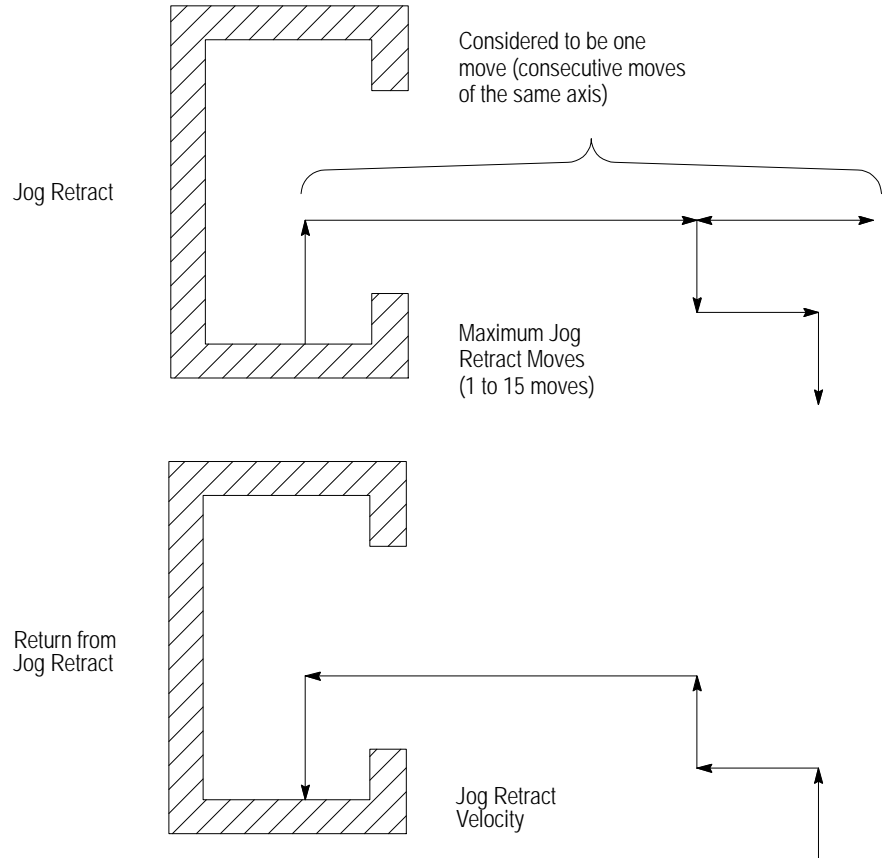 Considered to be one
move (consecutive moves
of the same axis)
Jog Retract
Maximum Jog
Retract Moves
(1 to 15 moves)
Return from
Jog Retract
Jog Retract
Velocity